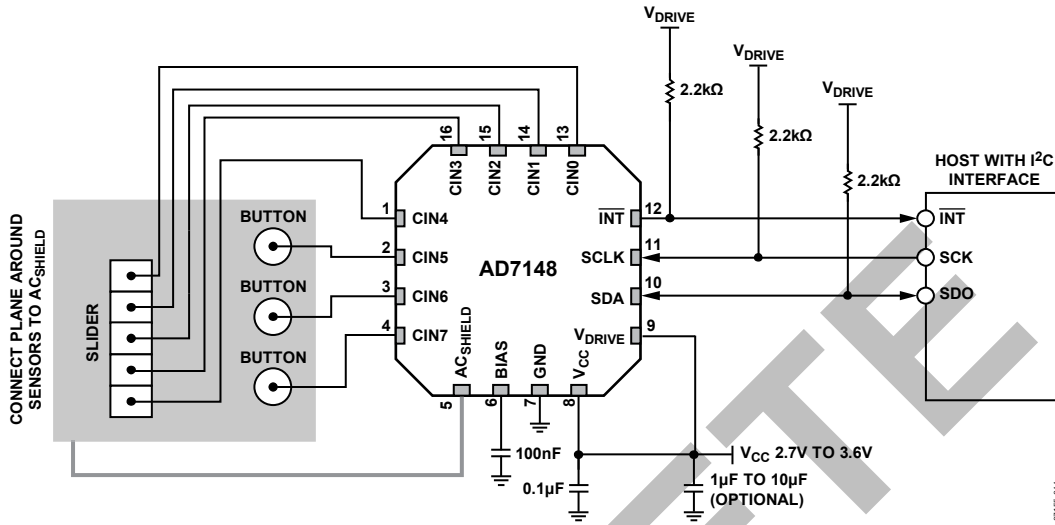 VDRIVE
VDRIVE
VDRIVE
2.2kΩ
2.2kΩ
2.2kΩ
HOST WITH I2C
INTERFACE
16
15
14
13
CIN3
CIN2
CIN1
CIN0
CONNECT PLANE AROUND
SENSORS TO ACSHIELD
SLIDER
BUTTON
BUTTON
BUTTON
1
2
3
4
CIN4
CIN5
CIN6
CIN7
AD7148
INT
SCLK
SDA
VDRIVE
12
11
10
9
INT
SCK
SDO
ACSHIELD
BIAS
GND
VCC
5
6
7
8
100nF
0.1µF
VCC 2.7V TO 3.6V
1µF TO 10µF
(OPTIONAL)
ETE